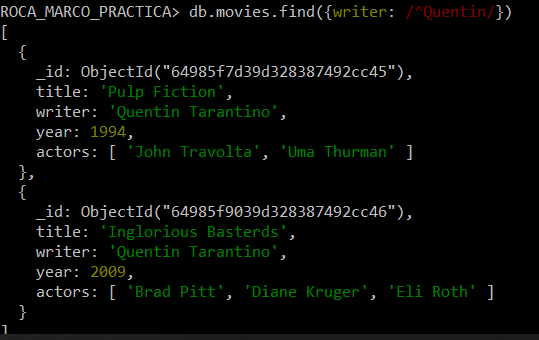 ROCA_MARCO_PRACTICA> db.movies.find({writer: /^Quentin/})
[
  {
    _id: ObjectId("64985f7d39d328387492cc45"),
    title: 'Pulp Fiction',
    writer: 'Quentin Tarantino',
    year: 1994,
    actors: [ 'John Travolta', 'Uma Thurman' ]
  },
  {
    _id: ObjectId("64985f9039d328387492cc46"),
    title: 'Inglorious Basterds',
    writer: 'Quentin Tarantino',
    year: 2009,
    actors: [ 'Brad Pitt', 'Diane Kruger', 'Eli Roth' ]
  }
]